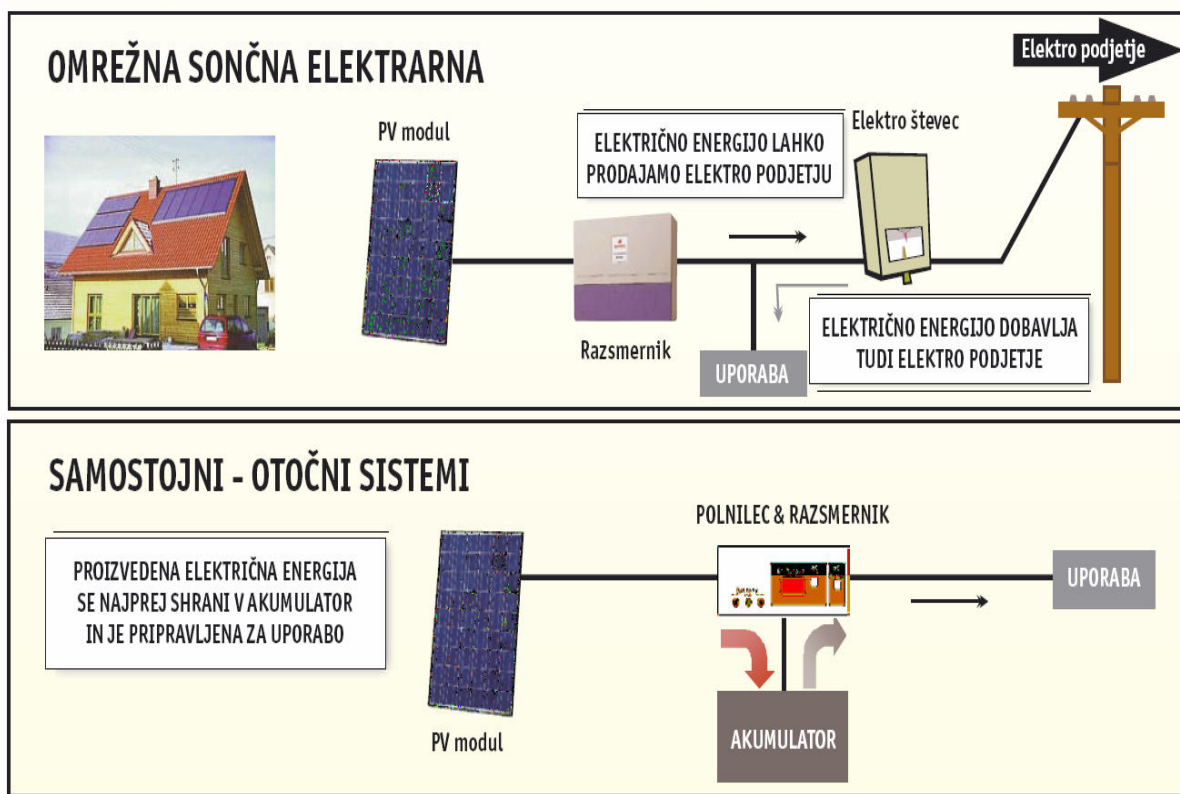 OMREŽNA SONČNA ELEKTRARNA
Elektro podjetje
PV modul
ELEKTRIČNO ENERGIJO LAHKO
PRODAJAMO ELEKTRO PODJETJU
Elektro števec
Razsmernik
UPORABA
ELEKTRIČNO ENERGIJO DOBAVLJA
TUDI ELEKTRO PODJETJE
SAMOSTOJNI - OTOČNI SISTEMI
PROIZVEDENA ELEKTRIČNA ENERGIJA
SE NAJPREJ SHRANI V AKUMULATOR
IN JE PRIPRAVLJENA ZA UPORABO
PV modul
POLNILEC & RAZSMERNIK
UPORABA
AKUMULATOR